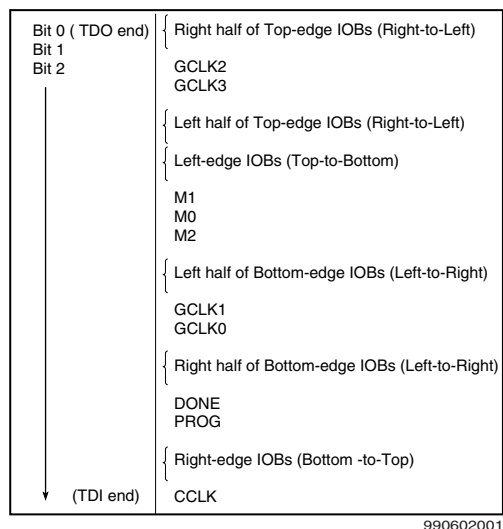 Bit 0 ( TDO end)
Bit 1
Bit 2
Right half of Top-edge IOBs (Right-to-Left)
GCLK2
GCLK3
Left half of Top-edge IOBs (Right-to-Left)
Left-edge IOBs (Top-to-Bottom)
M1
M0
M2
Left half of Bottom-edge IOBs (Left-to-Right)
GCLK1
GCLK0
Right half of Bottom-edge IOBs (Left-to-Right)
DONE
PROG
Right-edge IOBs (Bottom -to-Top)
(TDI end)
CCLK
990602001